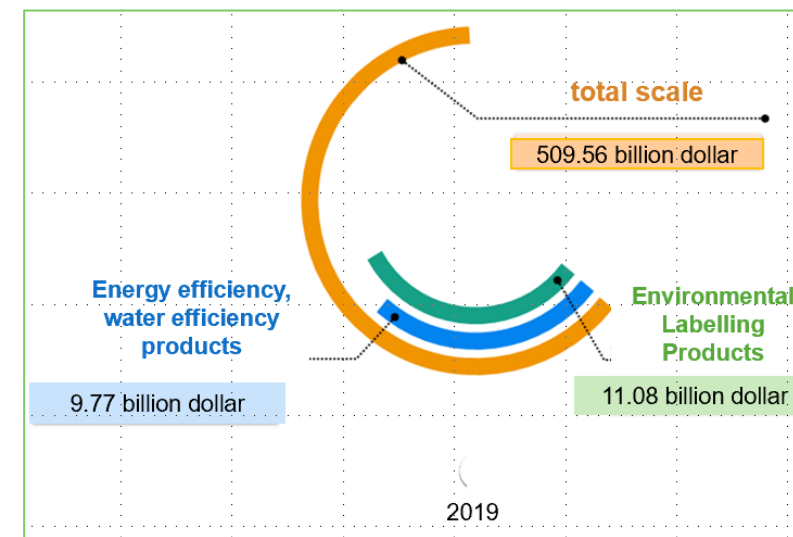 total scale
509.56 billion dollar
Energy efficiency,
water efficiency
products
9.77 billion dollar
Environmental
Labelling
Products
11.08 billion dollar
2019